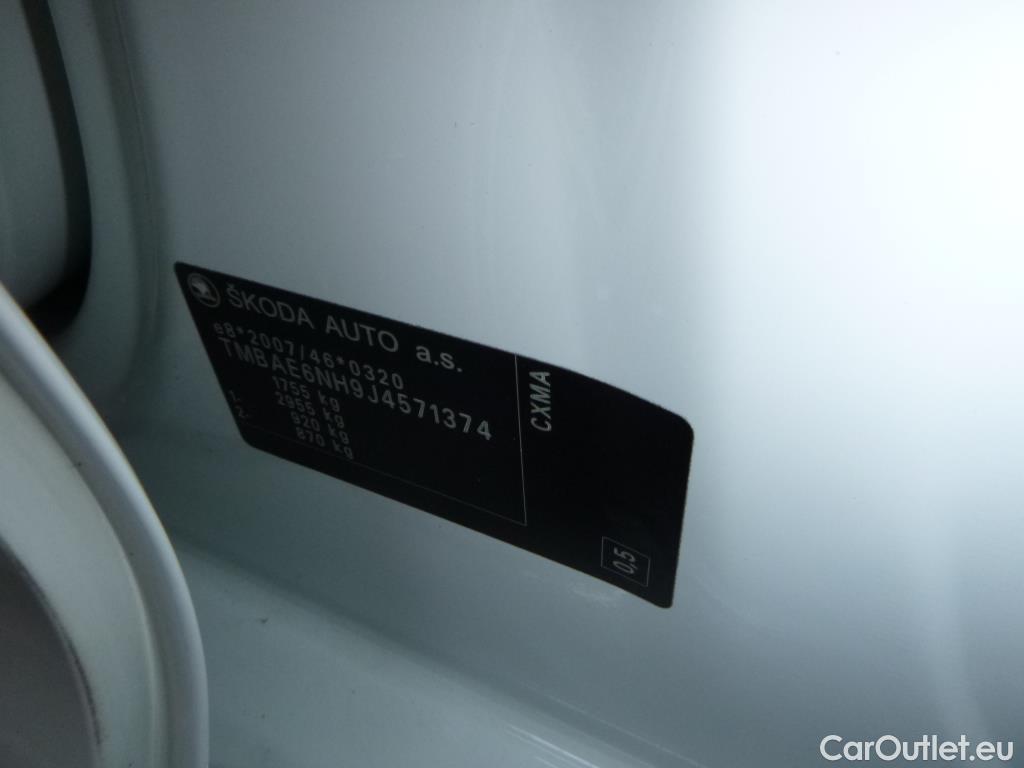 ŠKODA AUTO a.s.
e8*2007/46*0320
TMBAE6NH9J4571374
1755 kg
2955 kg
1- 920 kg
2- 870 kg
CXMA
0,5
CarOutlet.eu